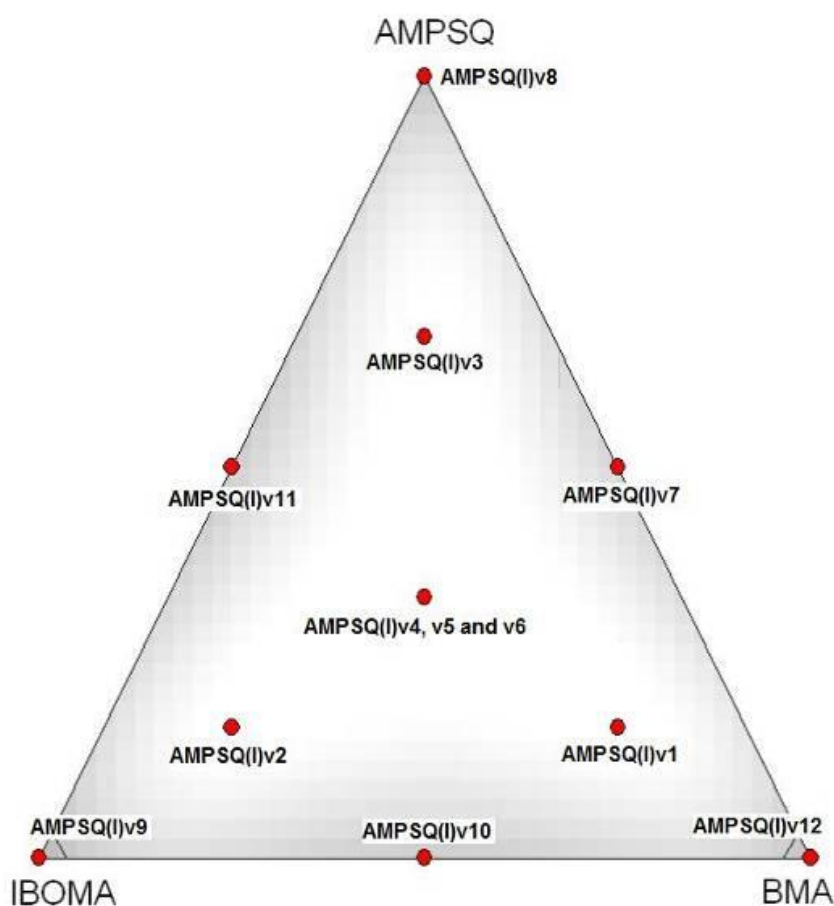 AMPSQ
AMPSQ(I)v8
AMPSQ(I)v3
AMPSQ(I)v11
AMPSQ(I)v7
AMPSQ(I)v4, v5 and v6
AMPSQ(I)v2
AMPSQ(I)v1
AMPSQ(I)v9
AMPSQ(I)v10
AMPSQ(I)v12
IBOMA
BMA